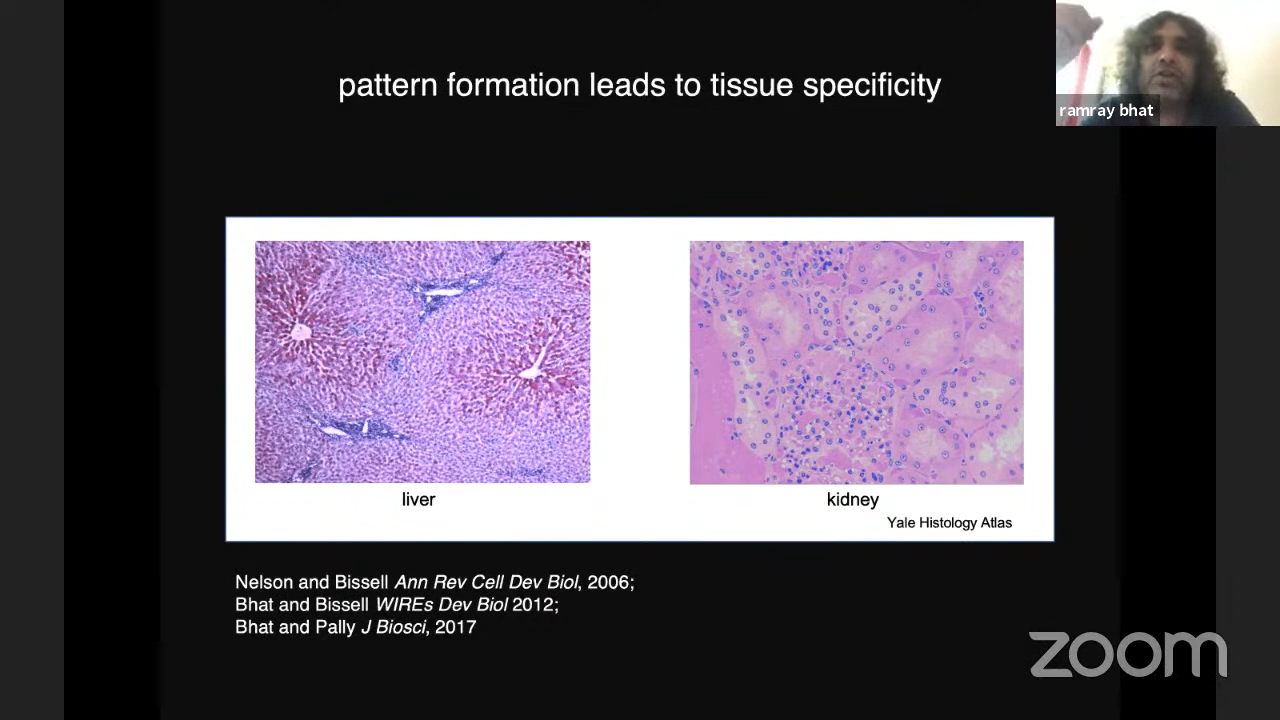 pattern formation leads to tissue specificity
ramray bhat
liver
kidney
Yale Histology Atlas
Nelson and Bissell Ann Rev Cell Dev Biol, 2006;
Bhat and Bissell WIREs Dev Biol 2012;
Bhat and Pally J Biosci, 2017
zoom